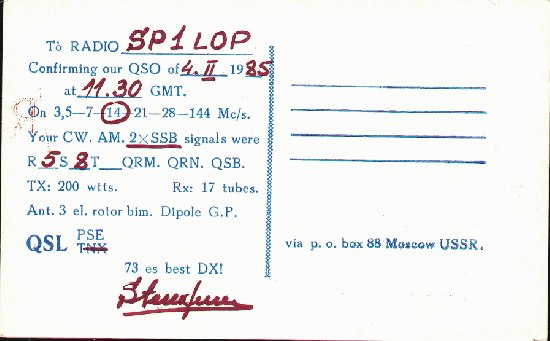 To RADIO SP1LOP
Confirming our QSO of 4. II 1985
at 11.30 GMT.
On 3,5—7—14—21—28—144 Mc/s.
Your CW. AM. 2×SSB signals were
R 5 S 8 T__QRM. QRN. QSB.
TX: 200 wtts. Rx: 17 tubes.
Ant. 3 el. rotor bim. Dipole G.P.
QSL PSE
TNX
73 es best DX!
via p. o. box 88 Moscow USSR.